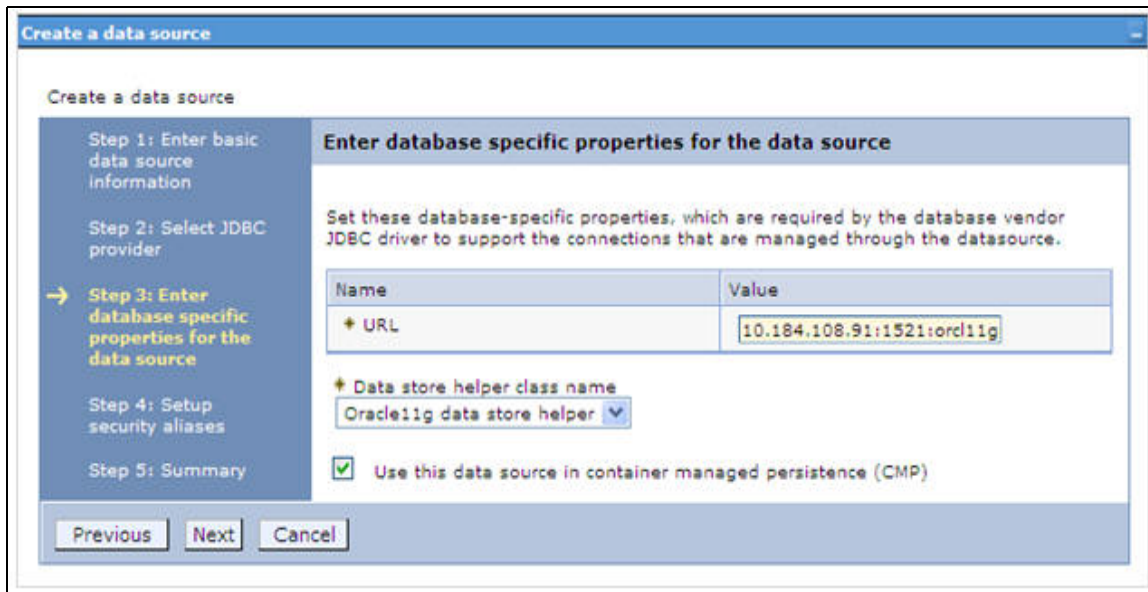 Create a data source
Create a data source
Step 1: Enter basic
data source
information
Step 2: Select JDBC
provider
Step 3: Enter
database specific
properties for the
data source
Step 4: Setup
security aliases
Step 5: Summary
Enter database specific properties for the data source
Set these database-specific properties, which are required by the database vendor
JDBC driver to support the connections that are managed through the datasource.
Name Value
URL 10.184.108.91:1521:orcl11g
Data store helper class name
Oracle11g data store helper
Use this data source in container managed persistence (CMP)
Previous Next Cancel